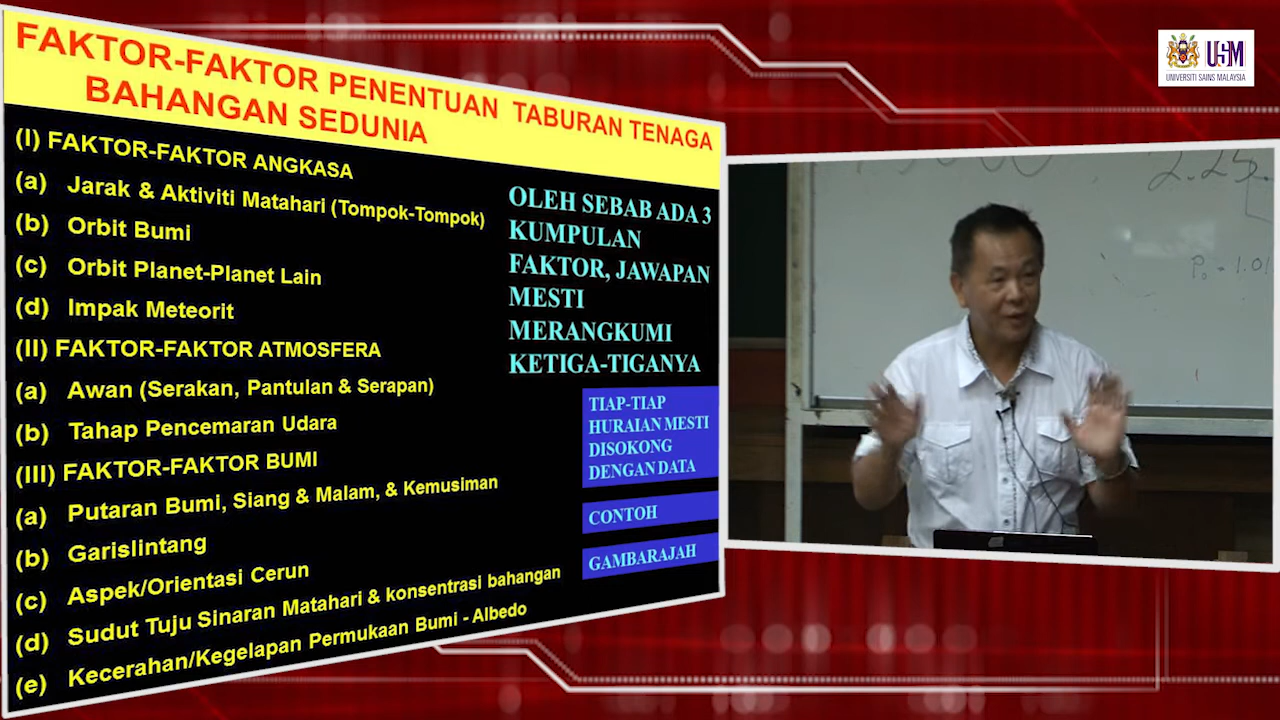 FAKTOR-FAKTOR PENENTUAN TABURAN TENAGA
BAHANGAN SEDUNIA
(I) FAKTOR-FAKTOR ANGKASA
(a) Jarak & Aktiviti Matahari (Tompok-Tompok)
(b) Orbit Bumi
(c) Orbit Planet-Planet Lain
(d) Impak Meteorit
(II) FAKTOR-FAKTOR ATMOSFERA
(a) Awan (Serakan, Pantulan & Serapan)
(b) Tahap Pencemaran Udara
(III) FAKTOR-FAKTOR BUMI
(a) Putaran Bumi, Siang & Malam, & Kemusiman
(b) Garislintang
(c) Aspek/Orientasi Cerun
(d) Sudut Tuju Sinaran Matahari & konsentrasi bahangan
(e) Kecerahan/Kegelapan Permukaan Bumi - Albedo
OLEH SEBAB ADA 3
KUMPULAN
FAKTOR, JAWAPAN
MESTI
MERANGKUMI
KETIGA-TIGANYA
TIAP-TIAP
HURAIAN MESTI
DISOKONG
DENGAN DATA
CONTOH
GAMBARAJAH
USM
UNIVERSITI SAINS MALAYSIA
2.25